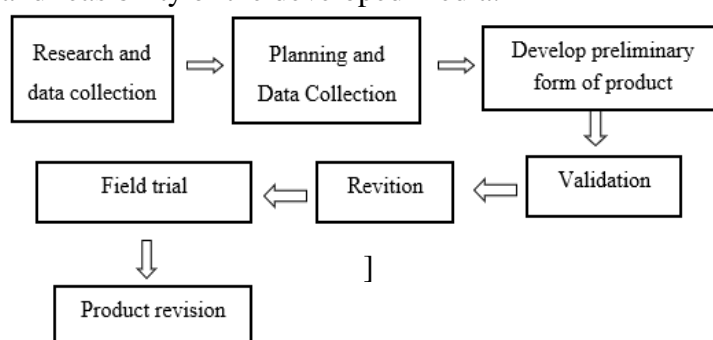 and feasibility of the developed media.
Research and
data collection
Planning and
Data Collection
Develop preliminary
form of product
Validation
Revition
Field trial
]
Product revision